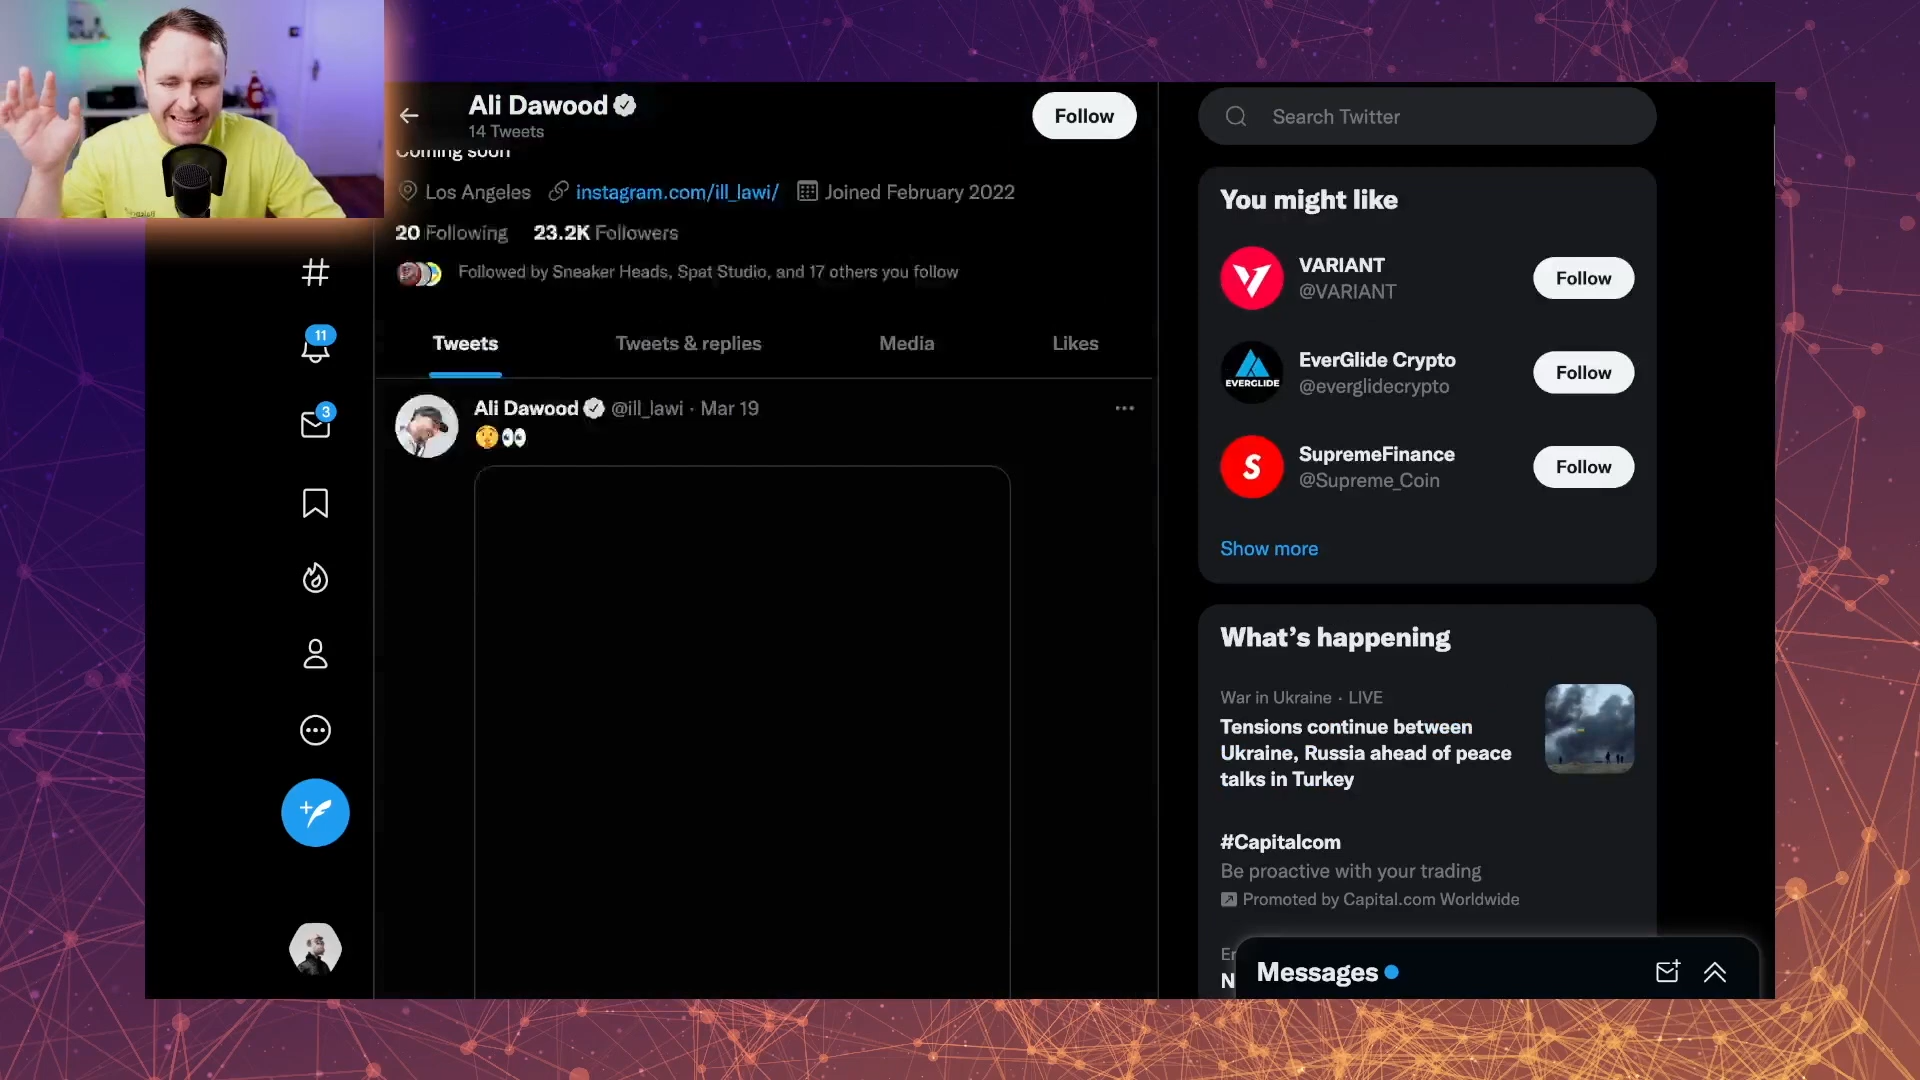 Ali Dawood
14 Tweets
Follow
Coming soon
Los Angeles instagram.com/ill_lawi/ Joined February 2022
20 Following 23.2K Followers
Followed by Sneaker Heads, Spat Studio, and 17 others you follow
Tweets Tweets & replies Media Likes
11
3
Ali Dawood @ill_lawi · Mar 19
🤫👀
Search Twitter
You might like
VARIANT
@VARIANT
Follow
EVERGLIDE
EverGlide Crypto
@everglidecrypto
Follow
S
SupremeFinance
@Supreme_Coin
Follow
Show more
What's happening
War in Ukraine · LIVE
Tensions continue between
Ukraine, Russia ahead of peace
talks in Turkey
#Capitalcom
Be proactive with your trading
Promoted by Capital.com Worldwide
Messages